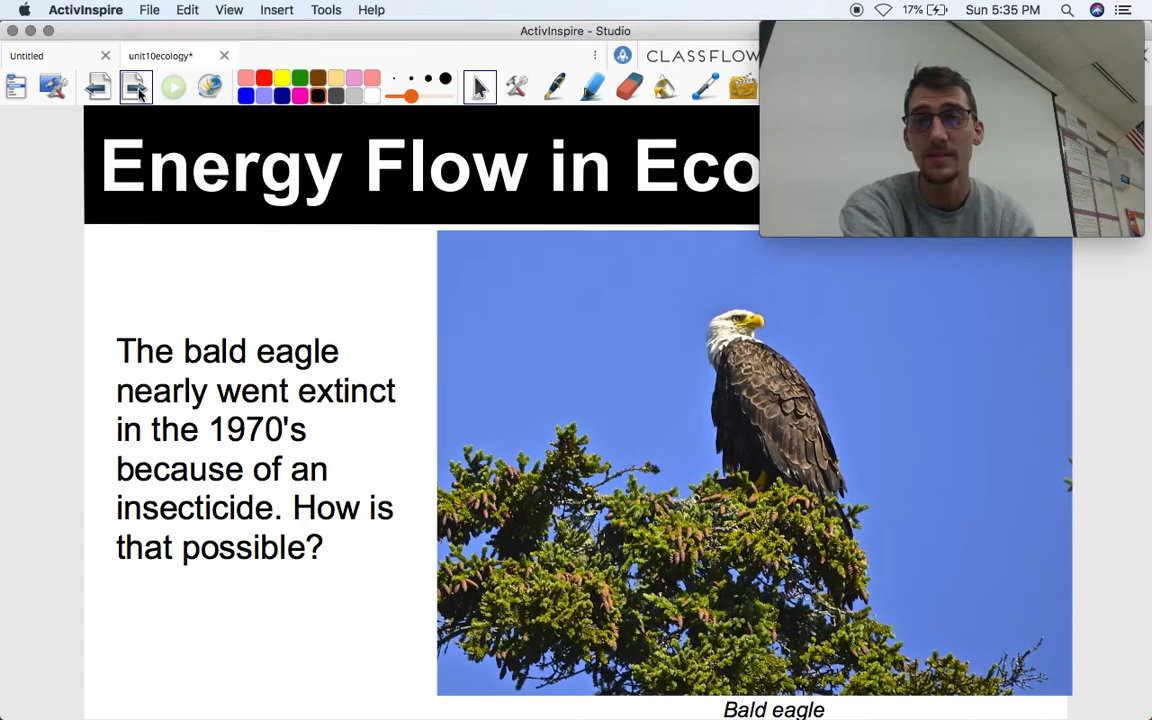 ActivInspire File Edit View Insert Tools Help 17% Sun 5:35 PM
ActivInspire - Studio
Untitled unit10ecology* CLASSFLOW
Energy Flow in Eco
The bald eagle
nearly went extinct
in the 1970's
because of an
insecticide. How is
that possible?
Bald eagle